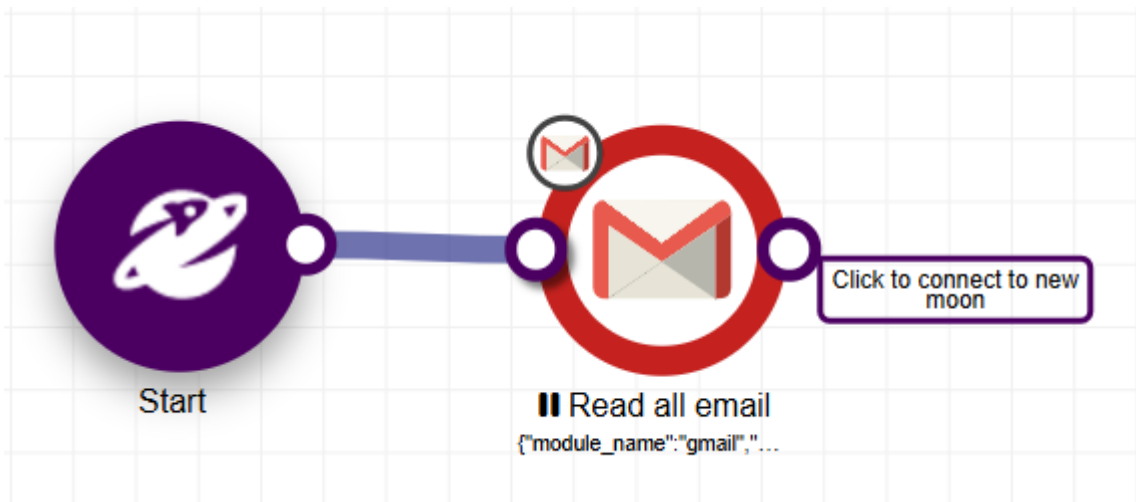 Click to connect to new
moon
Start
Read all email
{"module_name":"gmail","...